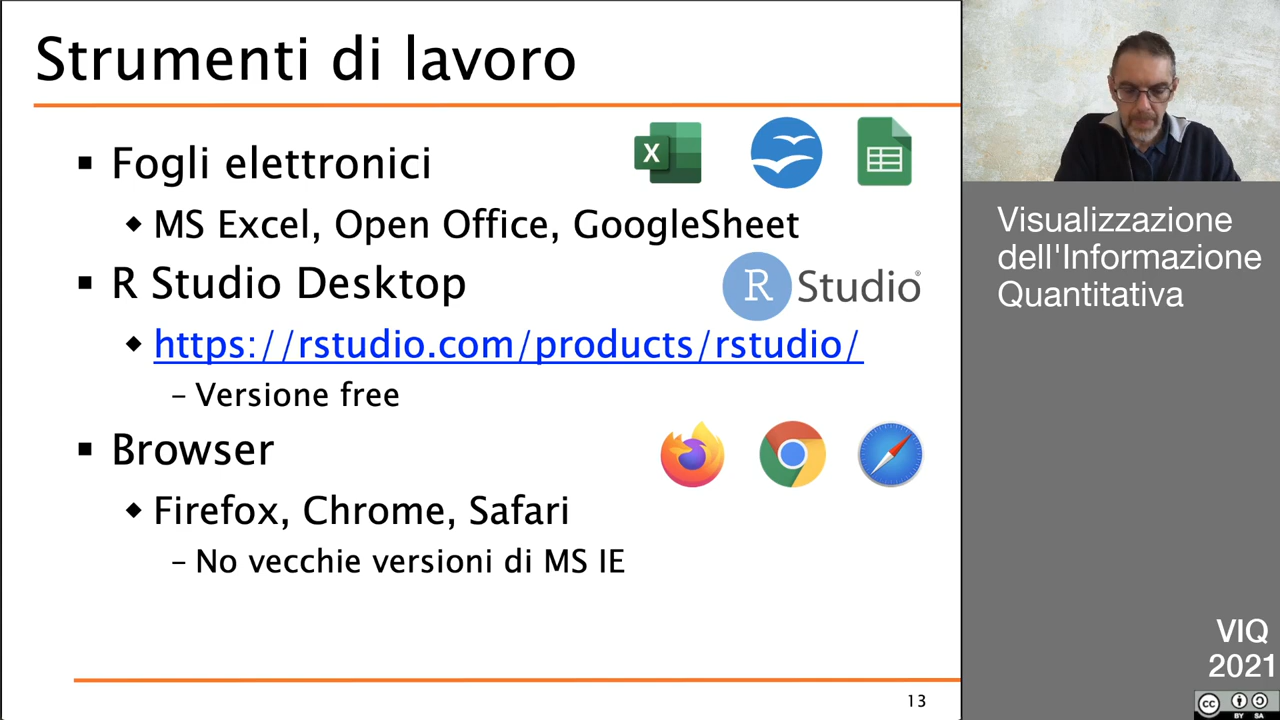 Strumenti di lavoro
Fogli elettronici
X
MS Excel, Open Office, GoogleSheet
R Studio Desktop
R Studio®
https://rstudio.com/products/rstudio/
Versione free
Browser
Firefox, Chrome, Safari
No vecchie versioni di MS IE
13
Visualizzazione
dell'Informazione
Quantitativa
VIQ
2021
cc
BY SA